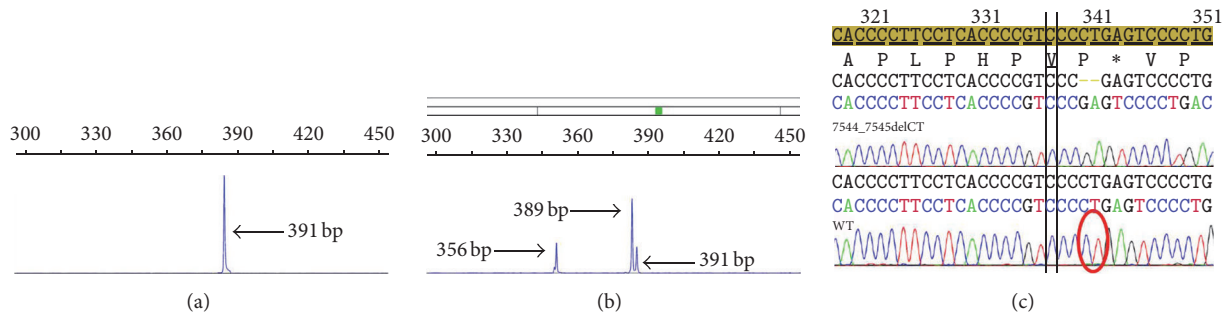 300 330 360 390 420 450
391 bp
(a)
300 330 360 390 420 450
389 bp
356 bp
391 bp
(b)
321 331 341 351
CACCCCTTCCTCACCCCGTCCCCTGAGTCCCCTG
A P L P H P V P * V P
CACCCCTTCCTCACCCCGTCCC--GAGTCCCCTG
CACCCCTTCCTCACCCCGTCCCGAGTCCCCTGAC
7544_7545delCT
CACCCCTTCCTCACCCCGTCCCCTGAGTCCCCTG
CACCCCTTCCTCACCCCGTCCCCTGAGTCCCCTG
WT
(c)